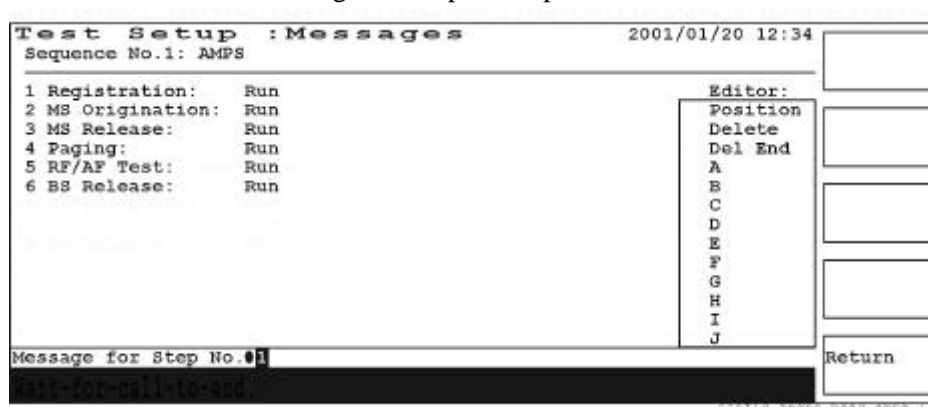 Test Setup :Messages 2001/01/20 12:34
Sequence No.1: AMPS
1 Registration: Run
2 MS Origination: Run
3 MS Release: Run
4 Paging: Run
5 RF/AF Test: Run
6 BS Release: Run
Editor:
Position
Delete
Del End
A
B
C
D
E
F
G
H
I
J
Message for Step No.●1
Wait-for-call-to-end.
Return